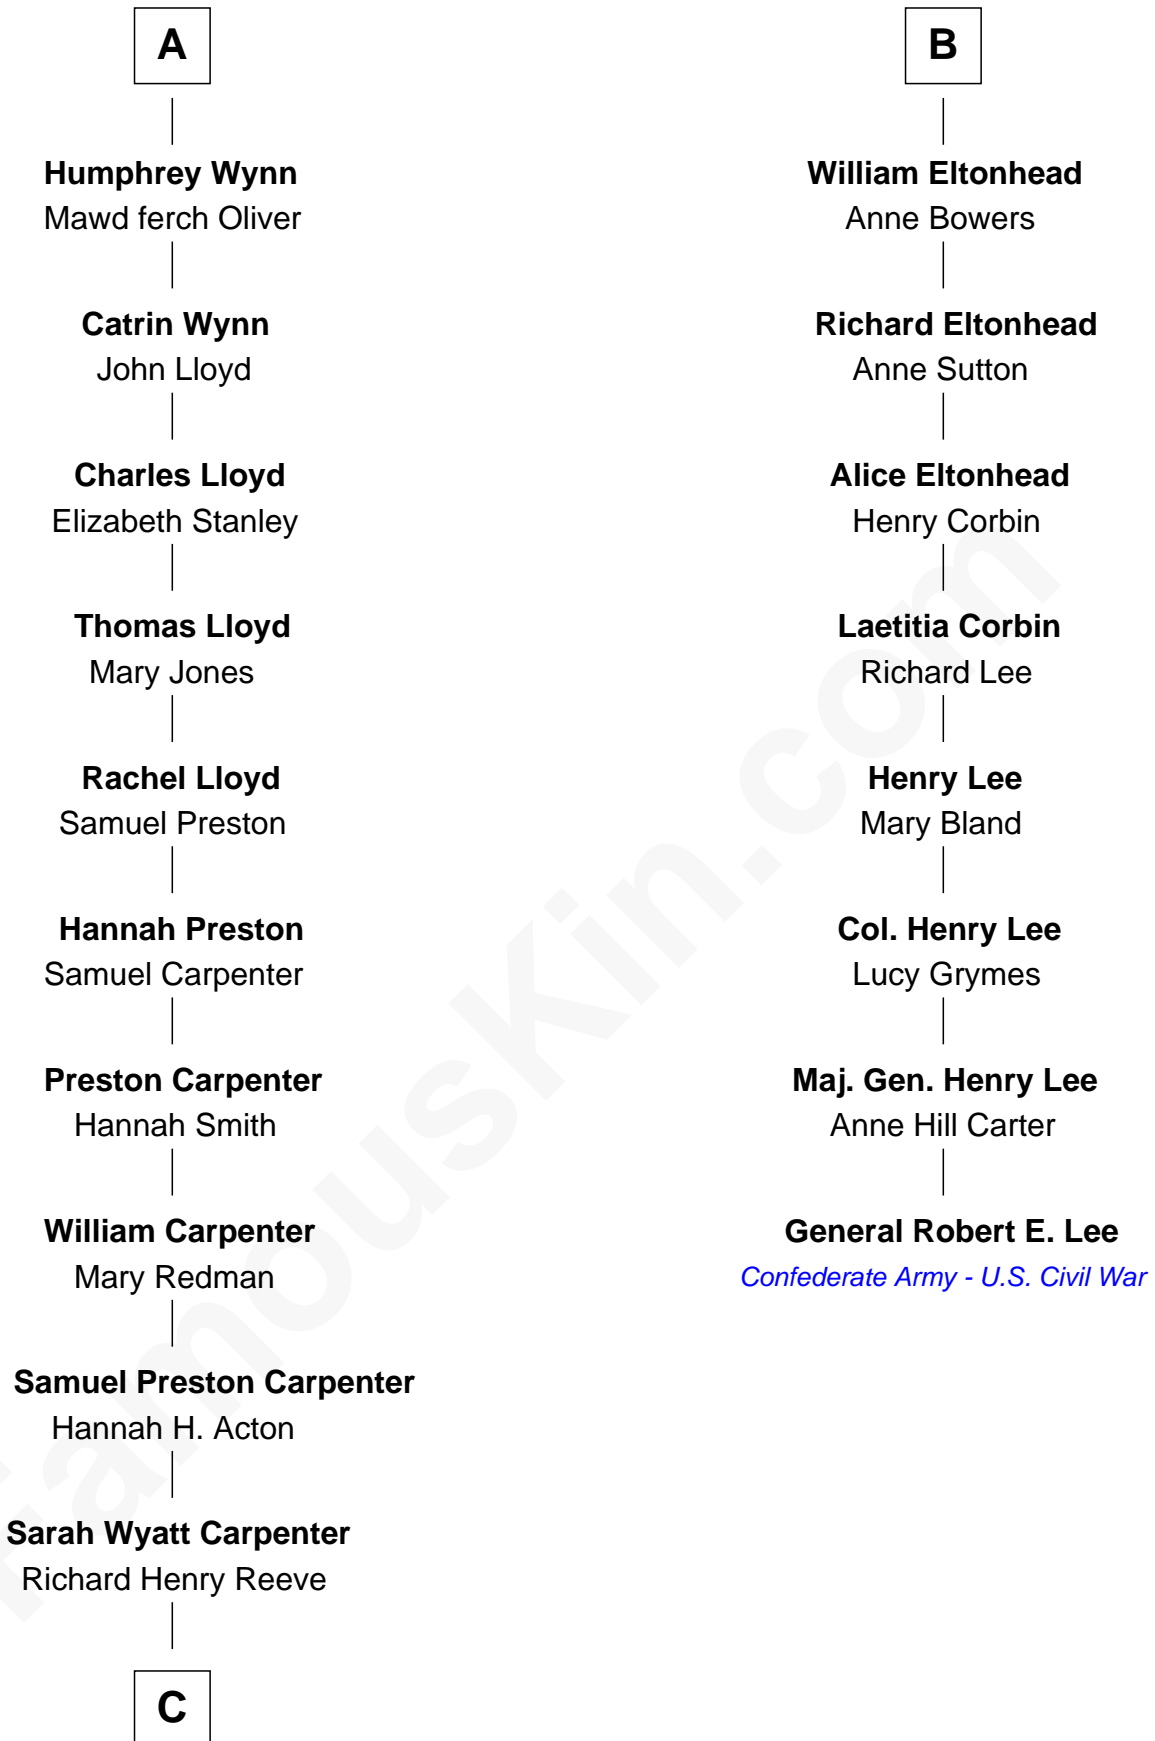 A
Humphrey Wynn
Mawd ferch Oliver
Catrin Wynn
John Lloyd
Charles Lloyd
Elizabeth Stanley
Thomas Lloyd
Mary Jones
Rachel Lloyd
Samuel Preston
Hannah Preston
Samuel Carpenter
Preston Carpenter
Hannah Smith
William Carpenter
Mary Redman
Samuel Preston Carpenter
Hannah H. Acton
Sarah Wyatt Carpenter
Richard Henry Reeve
C
B
William Eltonhead
Anne Bowers
Richard Eltonhead
Anne Sutton
Alice Eltonhead
Henry Corbin
Laetitia Corbin
Richard Lee
Henry Lee
Mary Bland
Col. Henry Lee
Lucy Grymes
Maj. Gen. Henry Lee
Anne Hill Carter
General Robert E. Lee
Confederate Army - U.S. Civil War
FamousKin.com